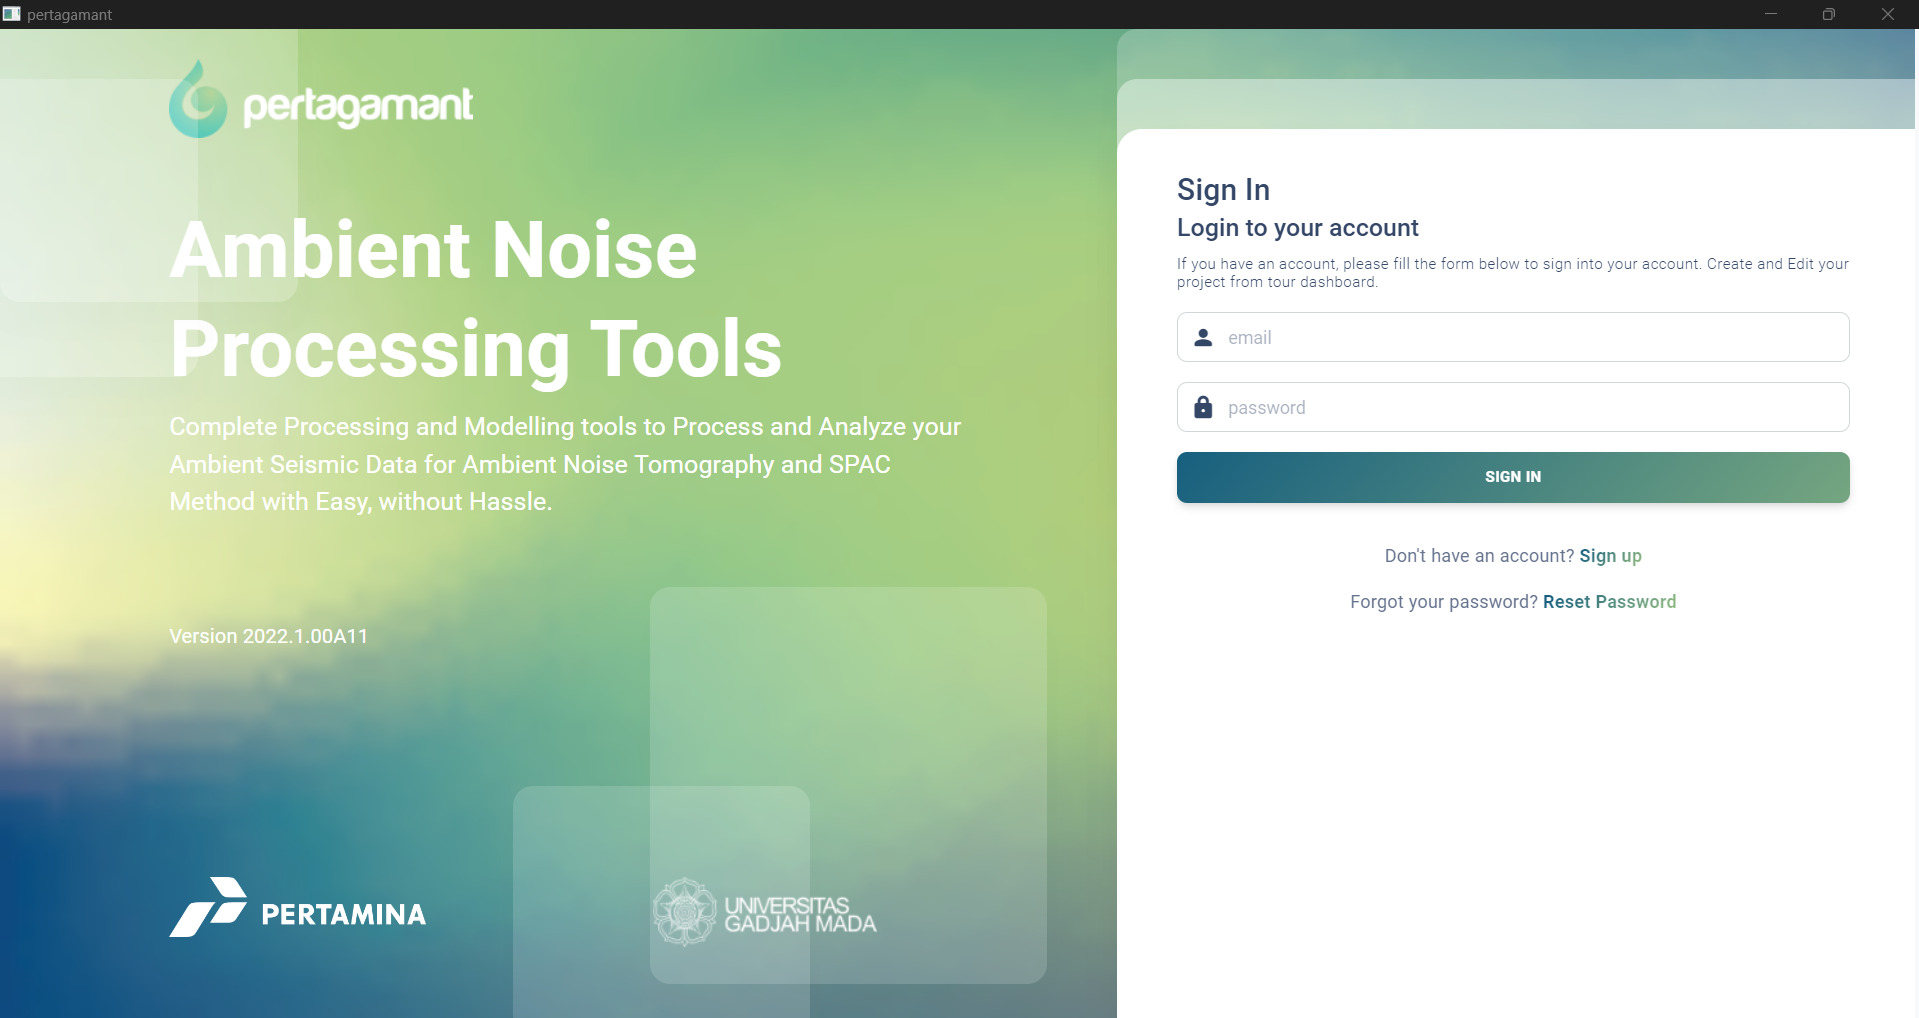 pertagamant
pertagamant
Ambient Noise
Processing Tools
Complete Processing and Modelling tools to Process and Analyze your
Ambient Seismic Data for Ambient Noise Tomography and SPAC
Method with Easy, without Hassle.
Version 2022.1.00A11
PERTAMINA
UNIVERSITAS
GADJAH MADA
Sign In
Login to your account
If you have an account, please fill the form below to sign into your account. Create and Edit your
project from tour dashboard.
email
password
SIGN IN
Don't have an account? Sign up
Forgot your password? Reset Password